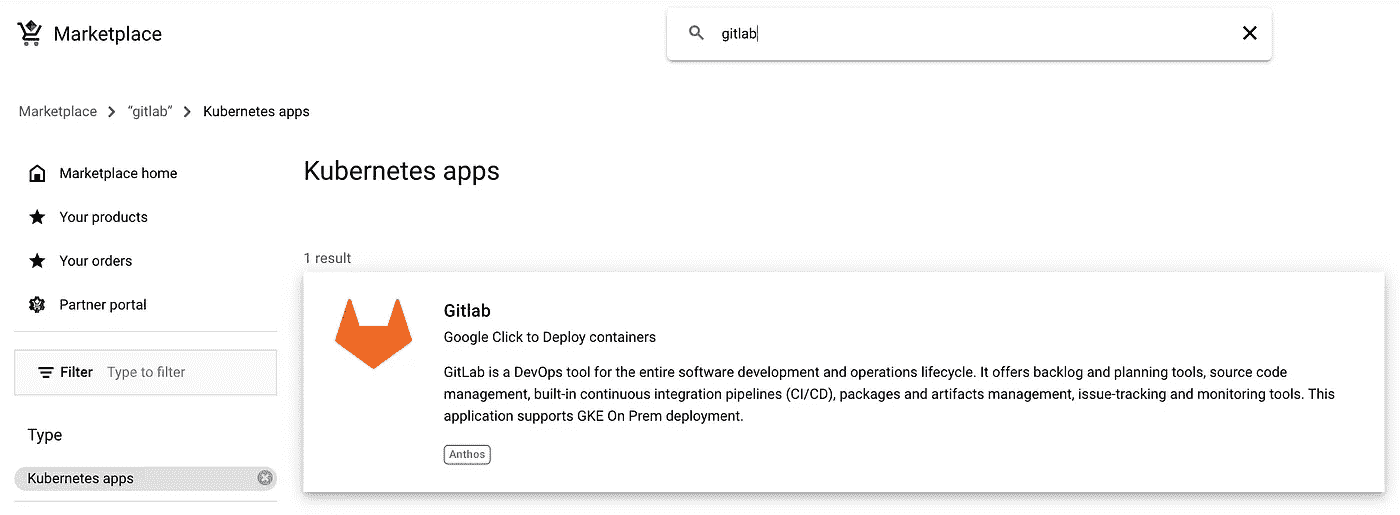 Marketplace
gitlab
Marketplace > “gitlab” > Kubernetes apps
Marketplace home
Your products
Your orders
Partner portal
Filter Type to filter
Type
Kubernetes apps
Kubernetes apps
1 result
Gitlab
Google Click to Deploy containers
GitLab is a DevOps tool for the entire software development and operations lifecycle. It offers backlog and planning tools, source code
management, built-in continuous integration pipelines (CI/CD), packages and artifacts management, issue-tracking and monitoring tools. This
application supports GKE On Prem deployment.
Anthos